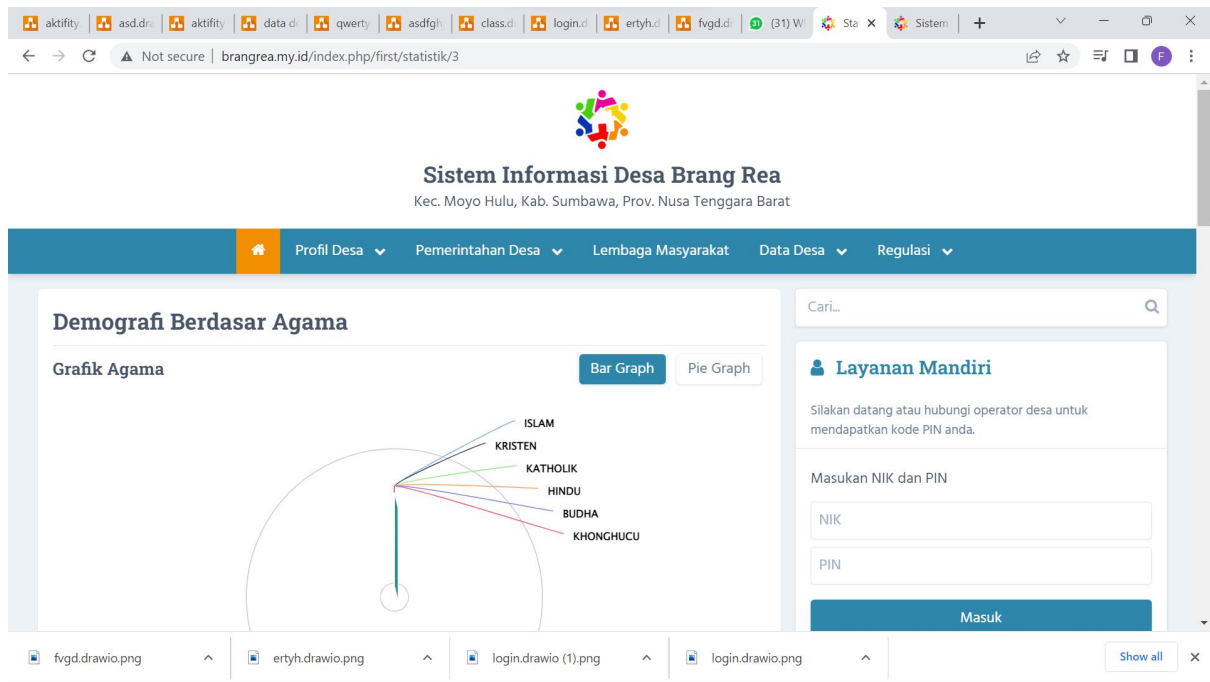 aktifity.
asd.dra
aktifity
data de
qwerty
asdfgh
class.d
login.d
ertyh.d
fvgd.dr
(31) W
Sta
Sistem
Not secure | brangrea.my.id/index.php/first/statistik/3
F
Sistem Informasi Desa Brang Rea
Kec. Moyo Hulu, Kab. Sumbawa, Prov. Nusa Tenggara Barat
Profil Desa
Pemerintahan Desa
Lembaga Masyarakat
Data Desa
Regulasi
Demografi Berdasar Agama
Grafik Agama
Bar Graph
Pie Graph
ISLAM
KRISTEN
KATHOLIK
HINDU
BUDHA
KHONGHUCU
Cari...
Layanan Mandiri
Silakan datang atau hubungi operator desa untuk
mendapatkan kode PIN anda.
Masukan NIK dan PIN
NIK
PIN
Masuk
fvgd.drawio.png
ertyh.drawio.png
login.drawio (1).png
login.drawio.png
Show all